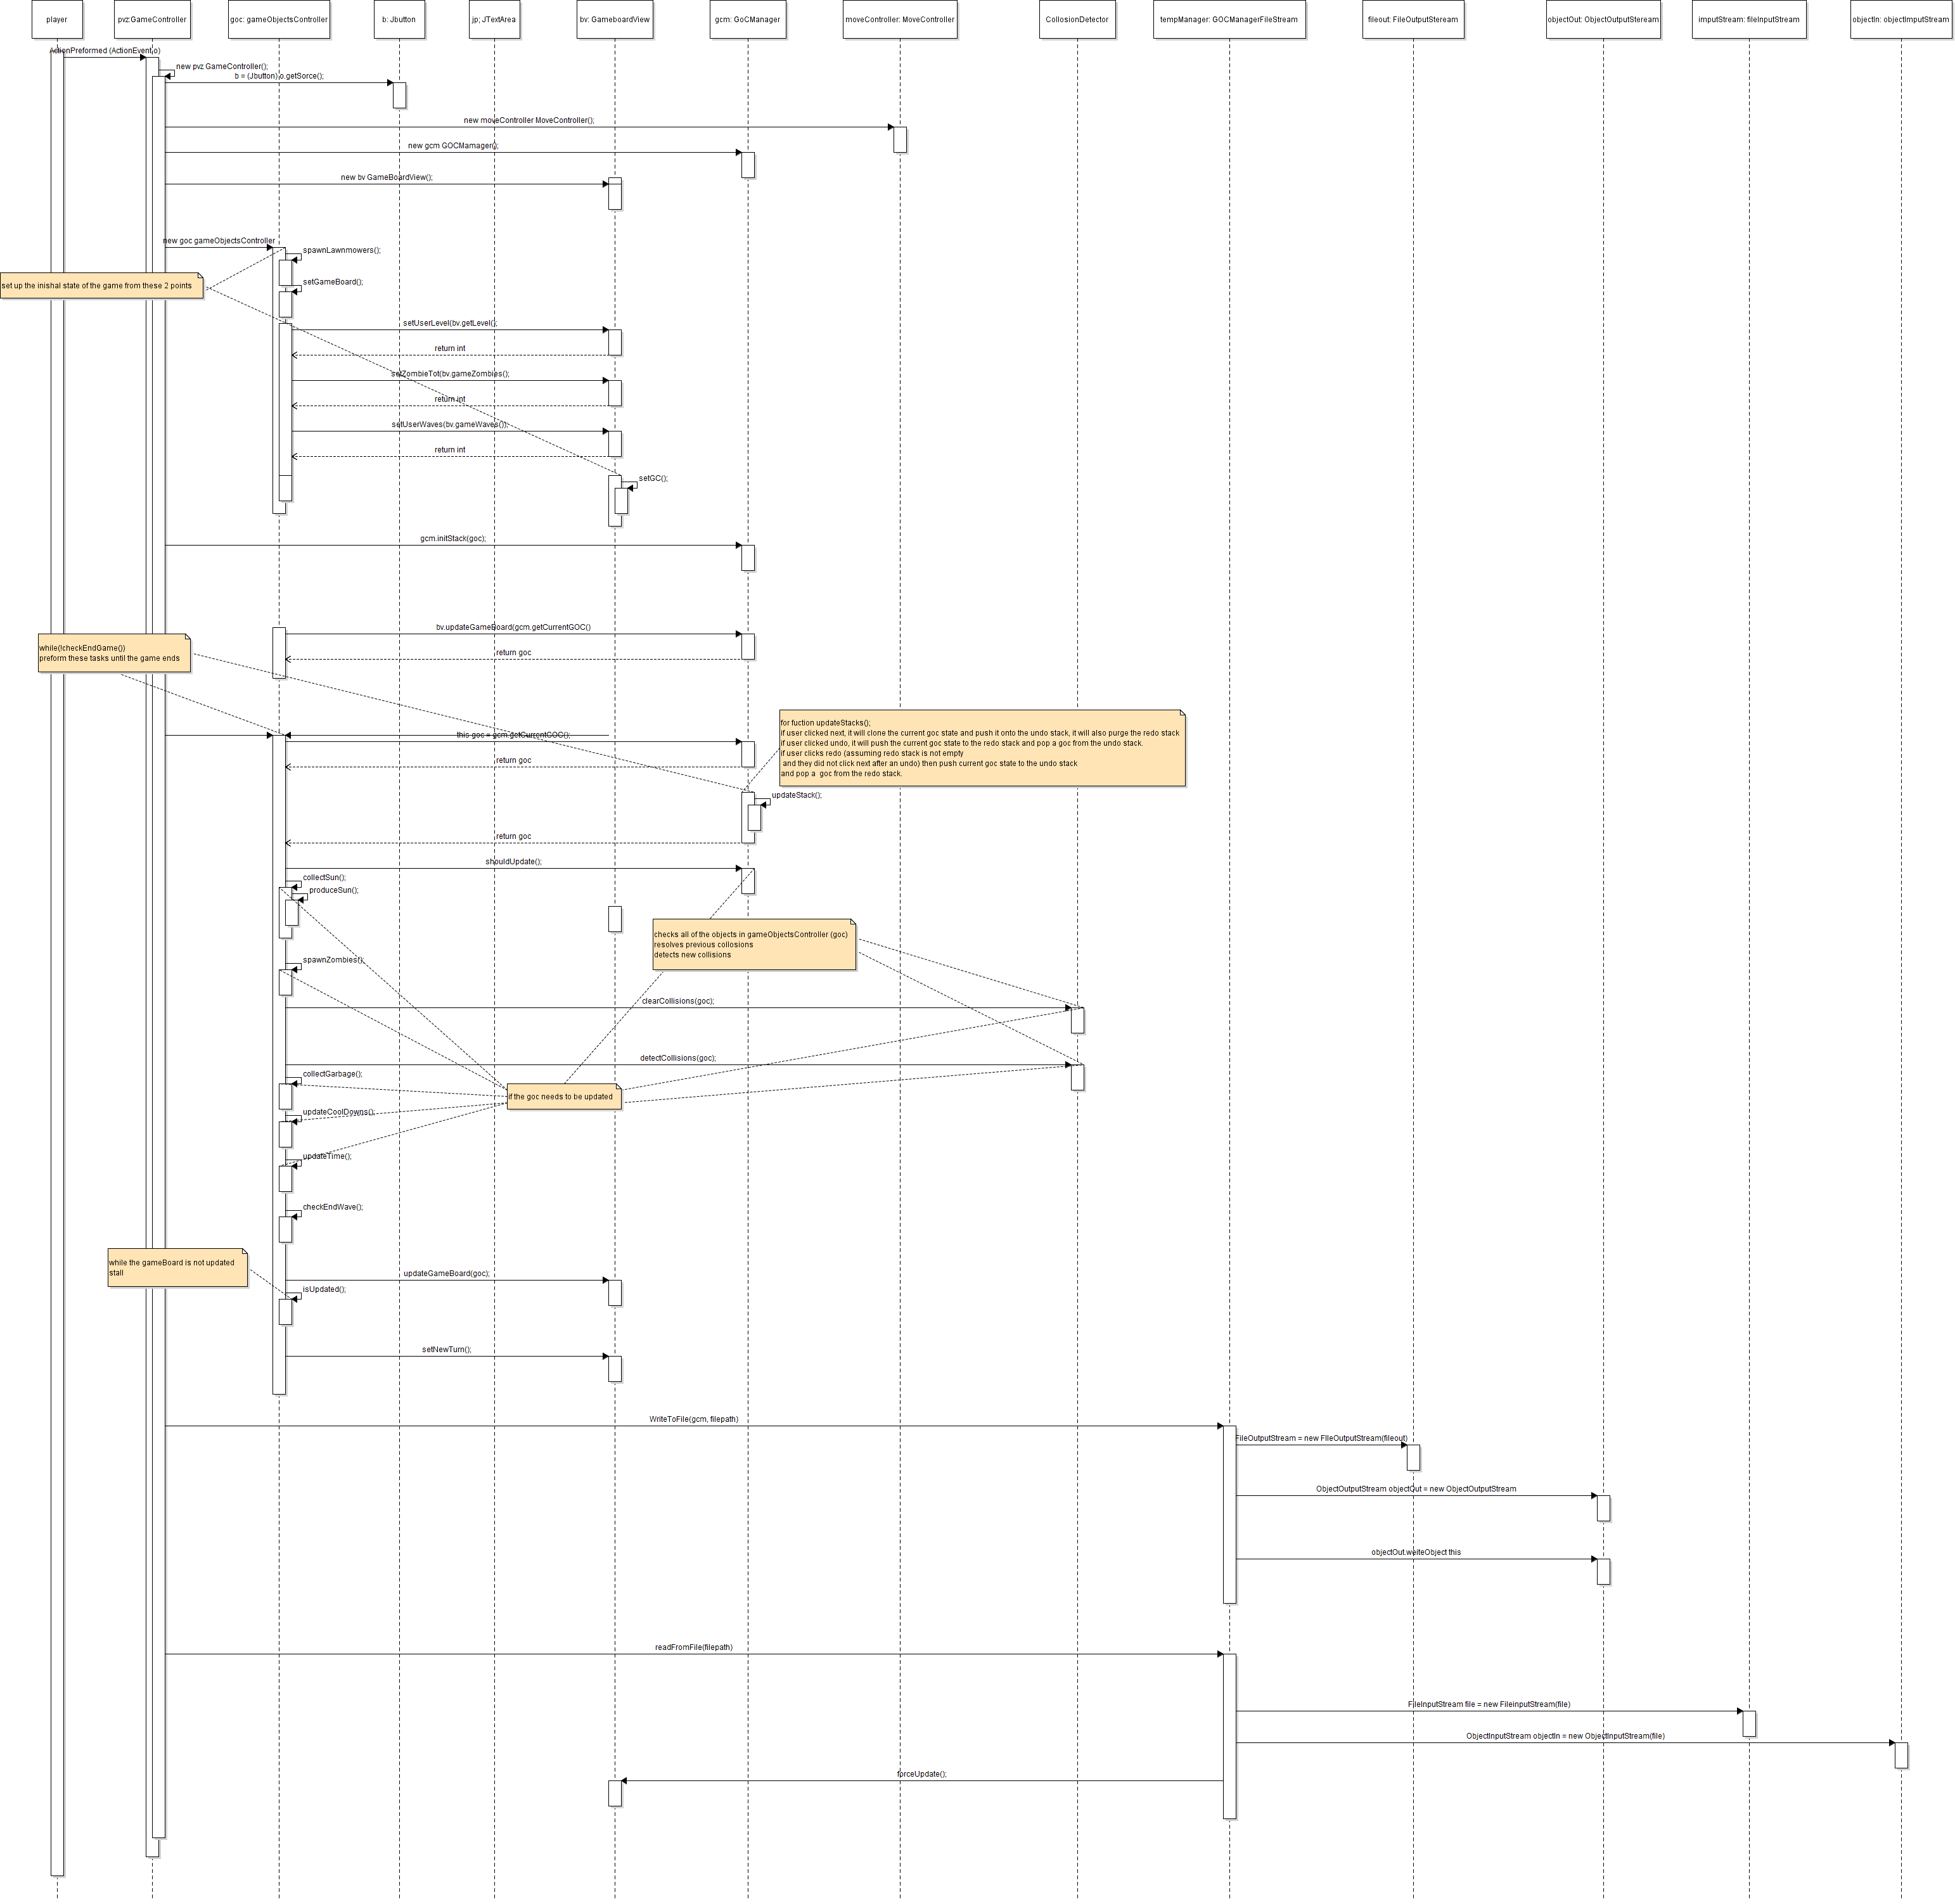 player
pvz:GameController
goc: gameObjectsController
b: Jbutton
jp; JTextArea
bv: GameboardView
gcm: GoCManager
moveController: MoveController
CollosionDetector
tempManager: GOCManagerFileStream
fileout: FileOutputSteream
objectOut: ObjectOutputSteream
imputStream: fileInputStream
objectIn: objectImputStream
ActionPreformed (ActionEvent o)
new pvz GameController();
b = (Jbutton) o.getSorce();
new moveController MoveController();
new gcm GOCMamager();
new bv GameBoardView();
new goc gameObjectsController
spawnLawnmowers();
set up the inishal state of the game from these 2 points
setGameBoard();
setUserLevel(bv.getLevel();
return int
setZombieTot(bv.gameZombies();
return int
setUserWaves(bv.gameWaves());
return int
setGC();
gcm.initStack(goc);
bv.updateGameBoard(gcm.getCurrentGOC()
while(!checkEndGame())
preform these tasks until the game ends
return goc
for fuction updateStacks();
if user clicked next, it will clone the current goc state and push it onto the undo stack, it will also purge the redo stack
if user clicked undo, it will push the current goc state to the redo stack and pop a goc from the undo stack.
if user clicks redo (assuming redo stack is not empty
and they did not click next after an undo) then push current goc state to the undo stack
and pop a  goc from the redo stack.
this goc = gcm.getCurrentGOC();
return goc
updateStack();
return goc
shouldUpdate();
collectSun();
produceSun();
checks all of the objects in gameObjectsController (goc)
resolves previous collosions
detects new collisions
spawnZombies();
clearCollisions(goc);
detectCollisions(goc);
collectGarbage();
if the goc needs to be updated
updateCoolDowns();
updateTime();
checkEndWave();
while the gameBoard is not updated
stall
updateGameBoard(goc);
isUpdated();
setNewTurn();
WriteToFile(gcm, filepath)
FileOutputStream = new FIleOutputStream(fileout)
ObjectOutputStream objectOut = new ObjectOutputStream
objectOut.weiteObject this
readFromFile(filepath)
FileInputStream file = new FileinputStream(file)
ObjectInputStream objectIn = new ObjectInputStream(file)
forceUpdate();